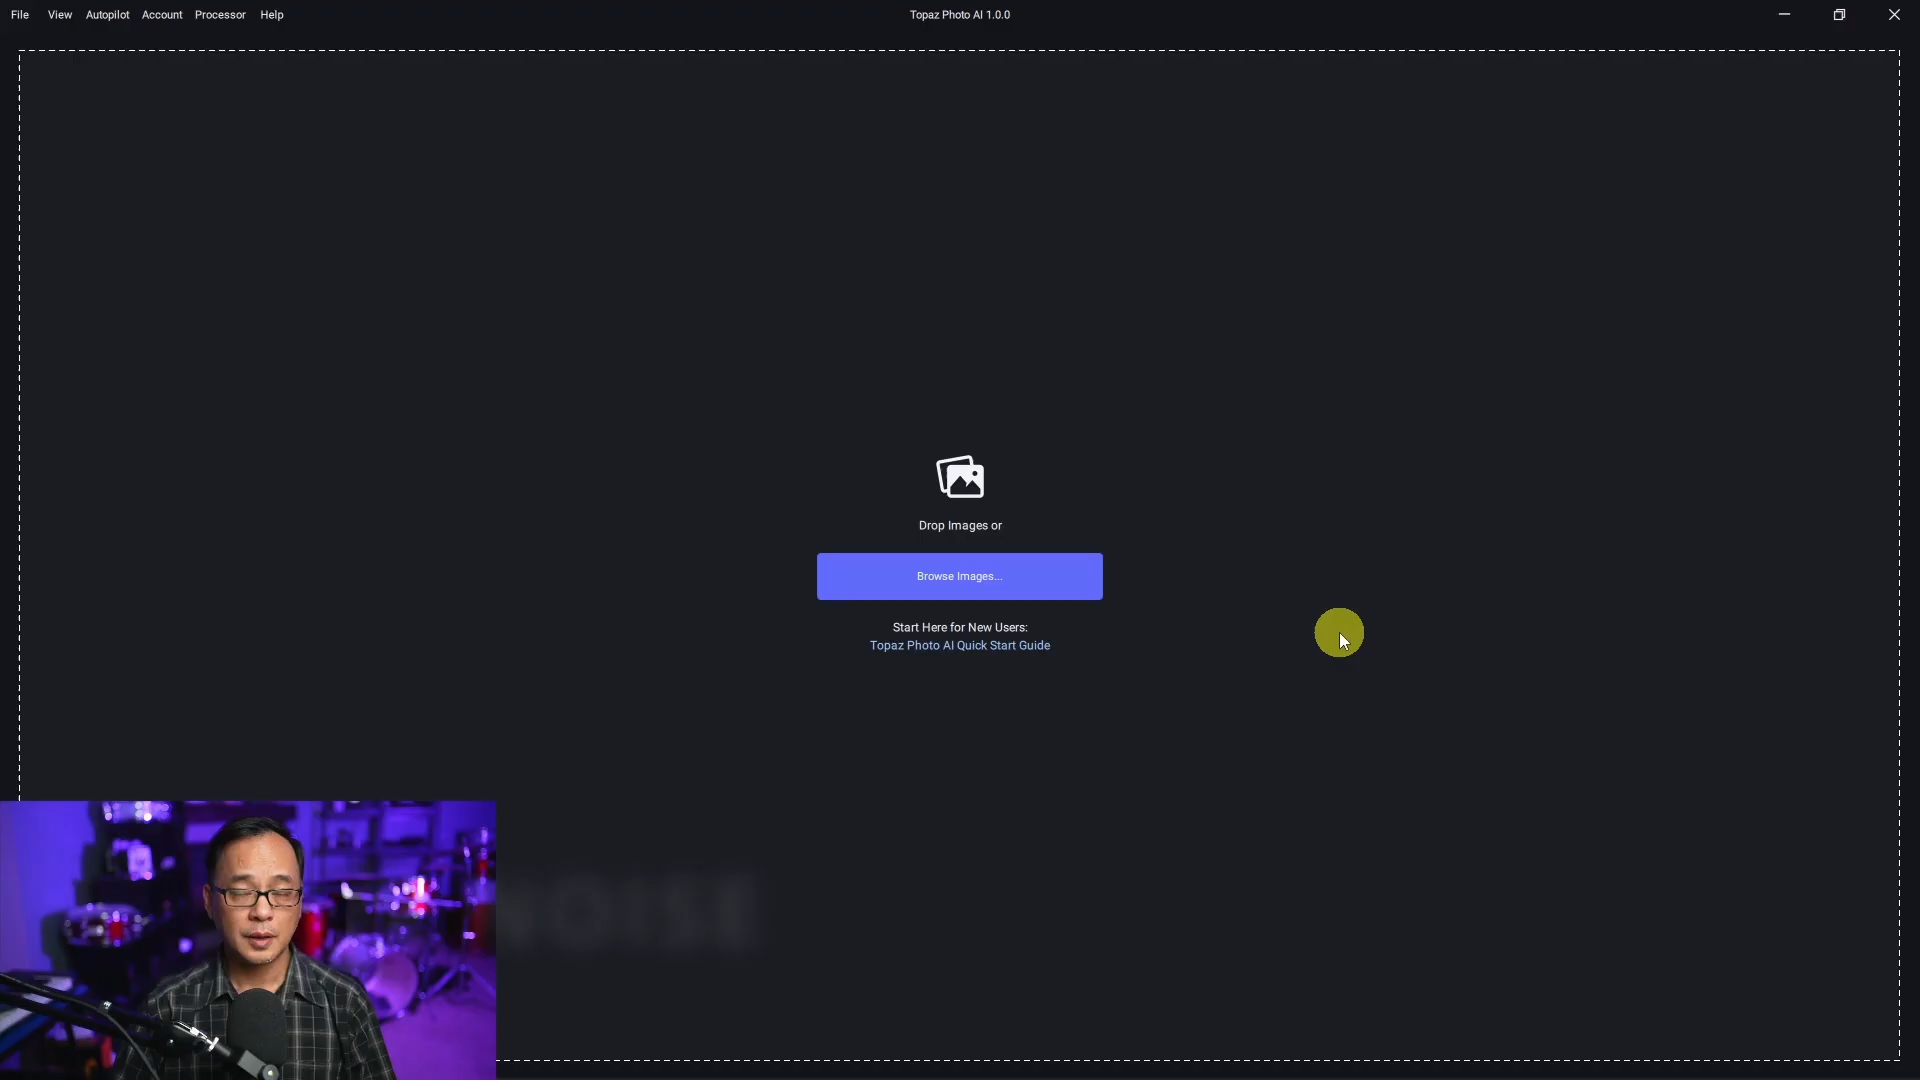 File View Autopilot Account Processor Help
Topaz Photo AI 1.0.0
Drop Images or
Browse Images...
Start Here for New Users:
Topaz Photo AI Quick Start Guide
NOISE